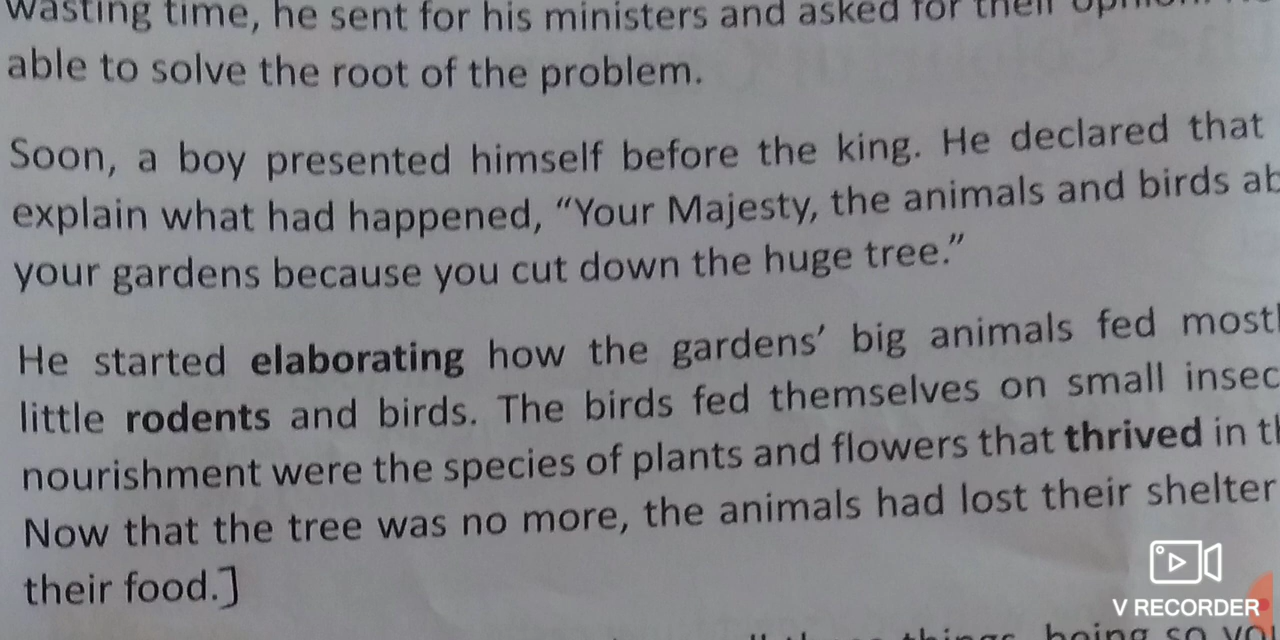 wasting time, he sent for his ministers and asked for their
able to solve the root of the problem.
Soon, a boy presented himself before the king. He declared that
explain what had happened, “Your Majesty, the animals and birds ab
your gardens because you cut down the huge tree.”
He started elaborating how the gardens’ big animals fed mostl
little rodents and birds. The birds fed themselves on small insec
nourishment were the species of plants and flowers that thrived in th
Now that the tree was no more, the animals had lost their shelter
their food.]
things, being so
V RECORDER